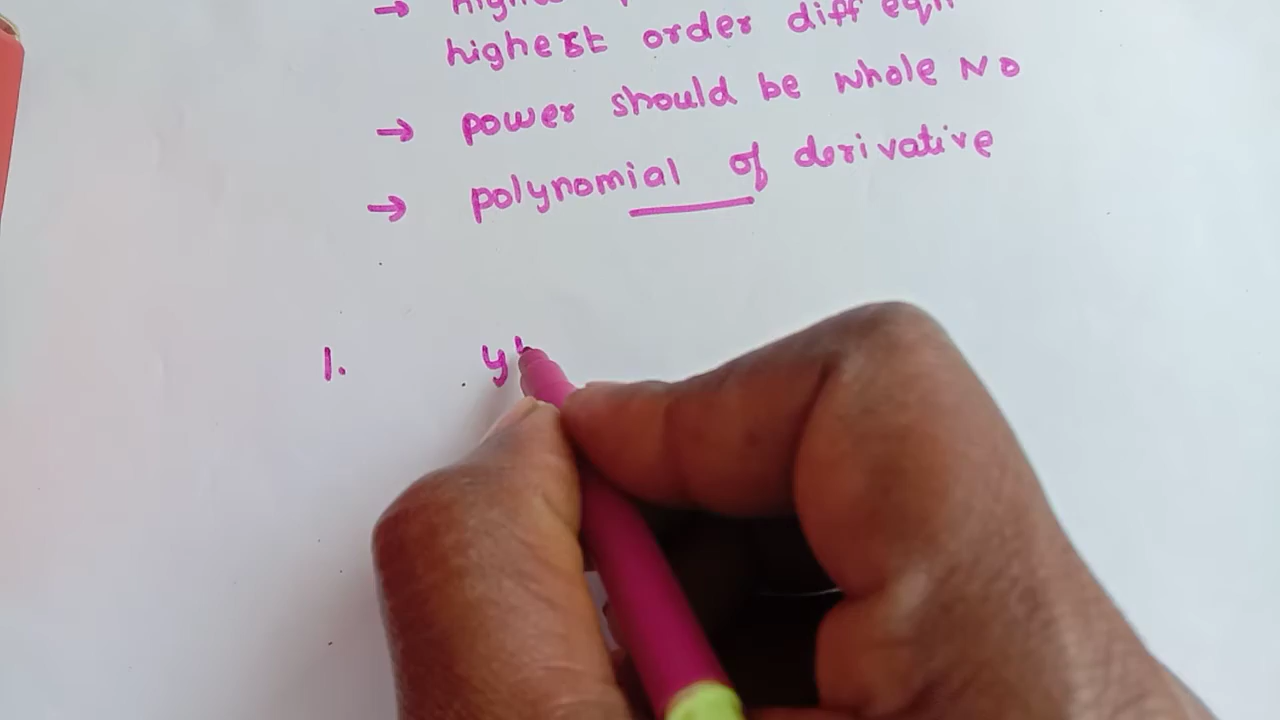 →
highest order diff eqn
→ power should be whole NO
→ polynomial of derivative
1. y'